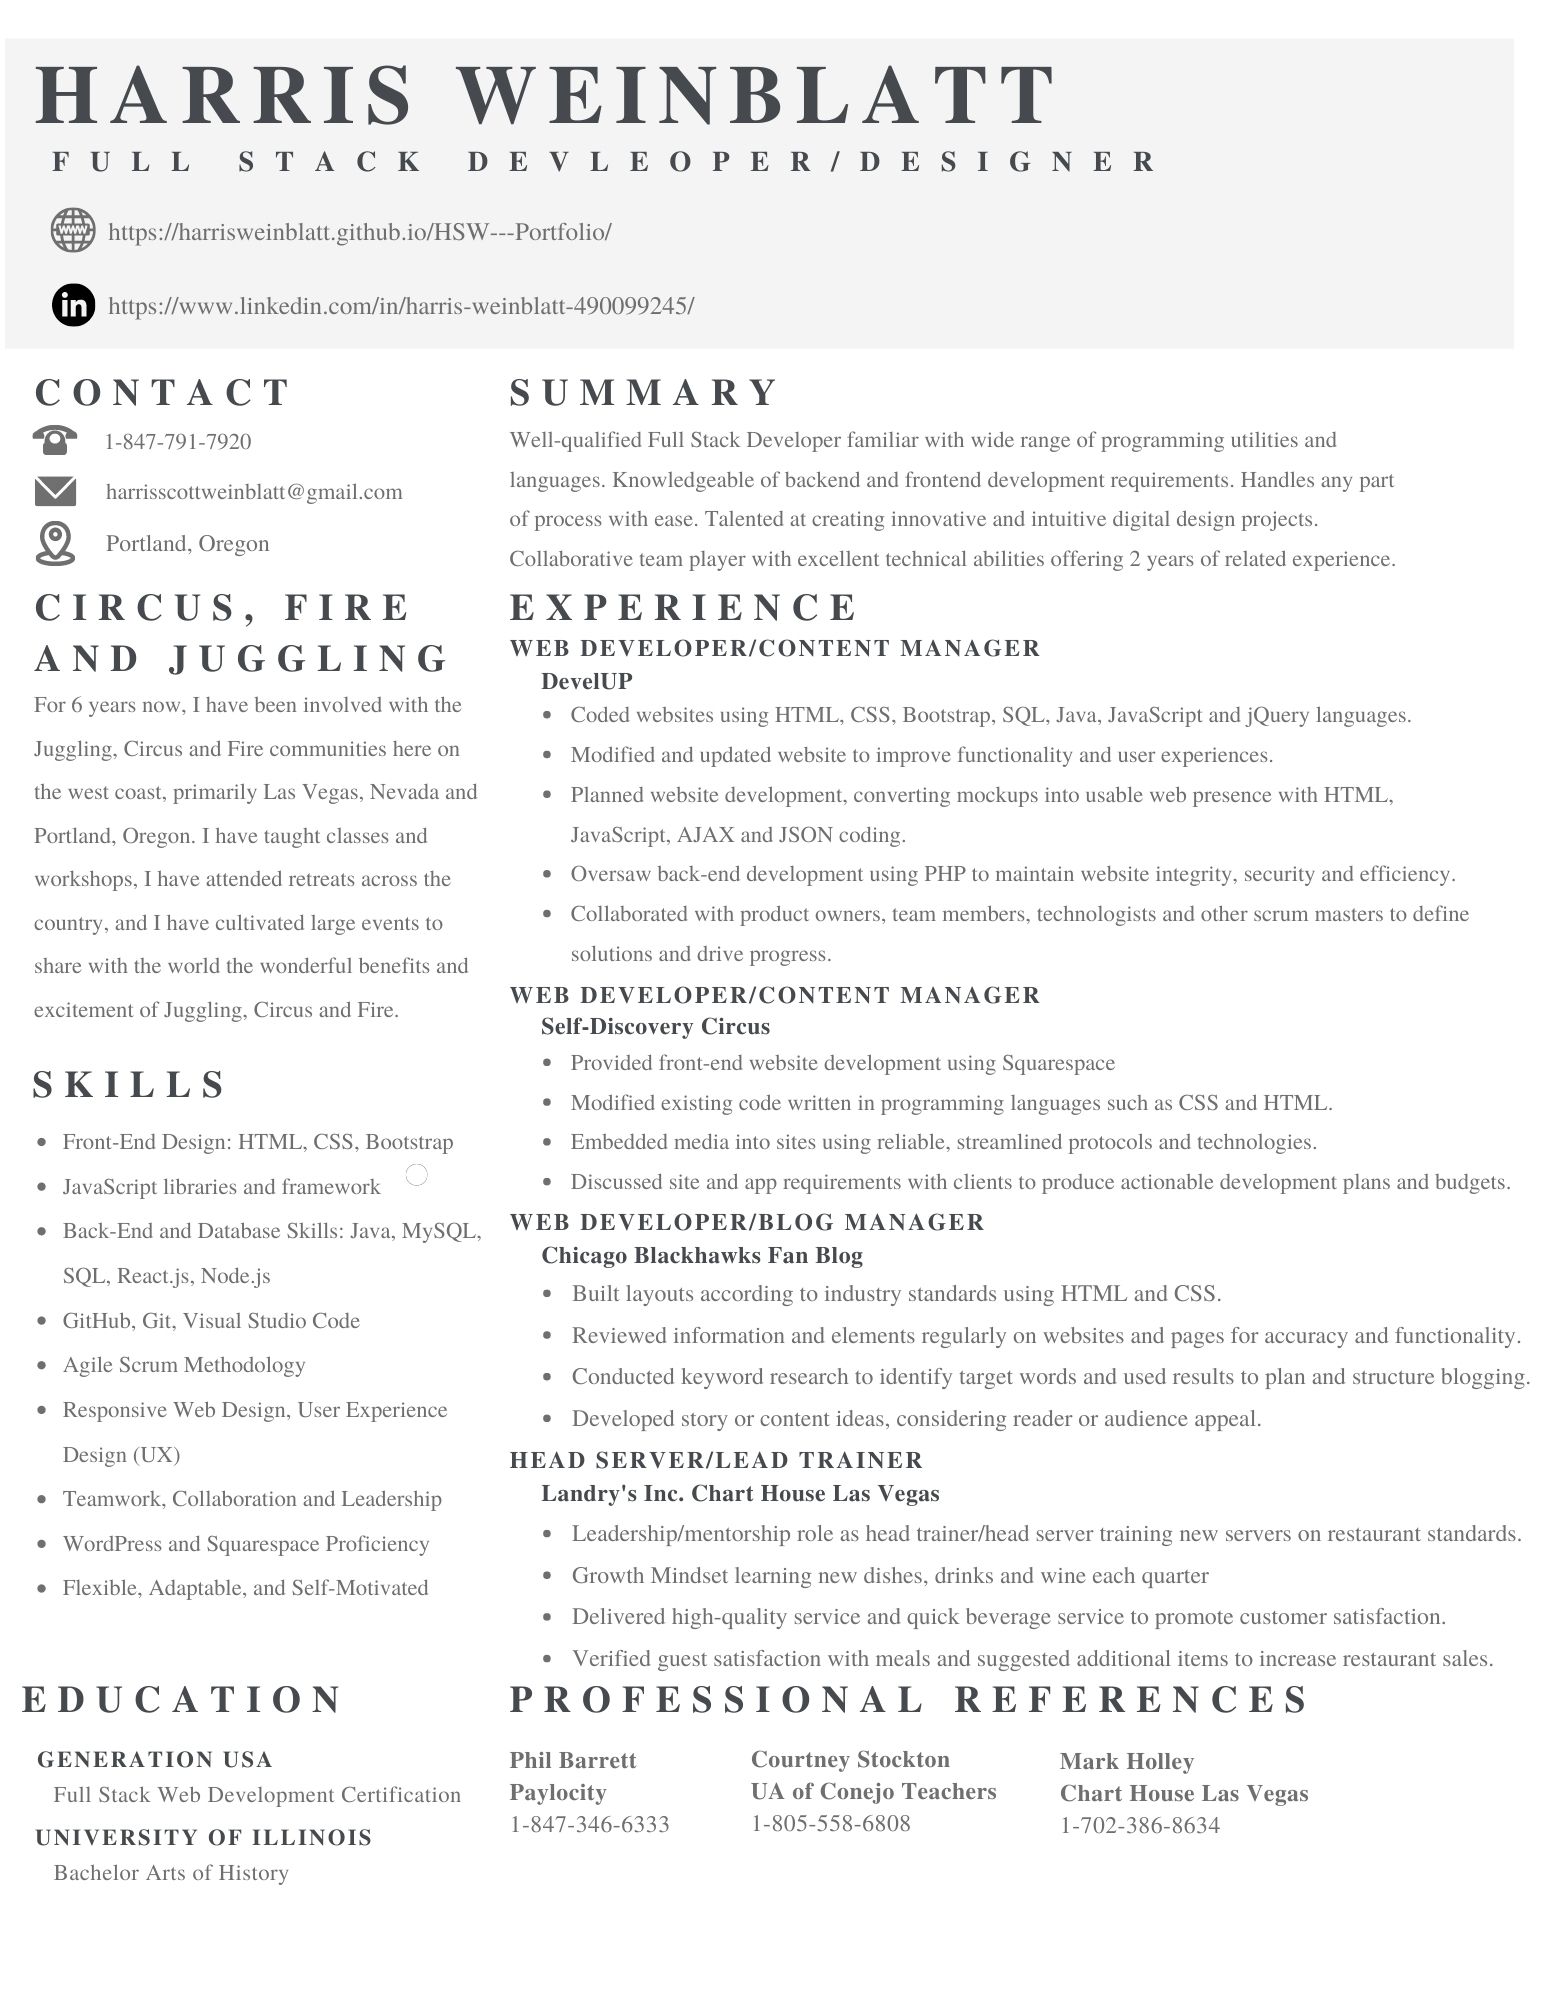 HARRIS WEINBLATT
FULL STACK DEVLEOPER/DESIGNER
www
https://harrisweinblatt.github.io/HSW---Portfolio/
in
https://www.linkedin.com/in/harris-weinblatt-490099245/
CONTACT
1-847-791-7920
harrisscottweinblatt@gmail.com
Portland, Oregon
CIRCUS, FIRE
AND JUGGLING
For 6 years now, I have been involved with the
Juggling, Circus and Fire communities here on
the west coast, primarily Las Vegas, Nevada and
Portland, Oregon. I have taught classes and
workshops, I have attended retreats across the
country, and I have cultivated large events to
share with the world the wonderful benefits and
excitement of Juggling, Circus and Fire.
SKILLS
• Front-End Design: HTML, CSS, Bootstrap
• JavaScript libraries and framework
• Back-End and Database Skills: Java, MySQL,
SQL, React.js, Node.js
• GitHub, Git, Visual Studio Code
• Agile Scrum Methodology
• Responsive Web Design, User Experience
Design (UX)
• Teamwork, Collaboration and Leadership
• WordPress and Squarespace Proficiency
• Flexible, Adaptable, and Self-Motivated
EDUCATION
GENERATION USA
Full Stack Web Development Certification
UNIVERSITY OF ILLINOIS
Bachelor Arts of History
SUMMARY
Well-qualified Full Stack Developer familiar with wide range of programming utilities and
languages. Knowledgeable of backend and frontend development requirements. Handles any part
of process with ease. Talented at creating innovative and intuitive digital design projects.
Collaborative team player with excellent technical abilities offering 2 years of related experience.
EXPERIENCE
WEB DEVELOPER/CONTENT MANAGER
DevelUP
• Coded websites using HTML, CSS, Bootstrap, SQL, Java, JavaScript and jQuery languages.
• Modified and updated website to improve functionality and user experiences.
• Planned website development, converting mockups into usable web presence with HTML,
JavaScript, AJAX and JSON coding.
• Oversaw back-end development using PHP to maintain website integrity, security and efficiency.
• Collaborated with product owners, team members, technologists and other scrum masters to define
solutions and drive progress.
WEB DEVELOPER/CONTENT MANAGER
Self-Discovery Circus
• Provided front-end website development using Squarespace
• Modified existing code written in programming languages such as CSS and HTML.
• Embedded media into sites using reliable, streamlined protocols and technologies.
• Discussed site and app requirements with clients to produce actionable development plans and budgets.
WEB DEVELOPER/BLOG MANAGER
Chicago Blackhawks Fan Blog
• Built layouts according to industry standards using HTML and CSS.
• Reviewed information and elements regularly on websites and pages for accuracy and functionality.
• Conducted keyword research to identify target words and used results to plan and structure blogging.
• Developed story or content ideas, considering reader or audience appeal.
HEAD SERVER/LEAD TRAINER
Landry's Inc. Chart House Las Vegas
• Leadership/mentorship role as head trainer/head server training new servers on restaurant standards.
• Growth Mindset learning new dishes, drinks and wine each quarter
• Delivered high-quality service and quick beverage service to promote customer satisfaction.
• Verified guest satisfaction with meals and suggested additional items to increase restaurant sales.
PROFESSIONAL REFERENCES
Phil Barrett
Paylocity
1-847-346-6333
Courtney Stockton
UA of Conejo Teachers
1-805-558-6808
Mark Holley
Chart House Las Vegas
1-702-386-8634